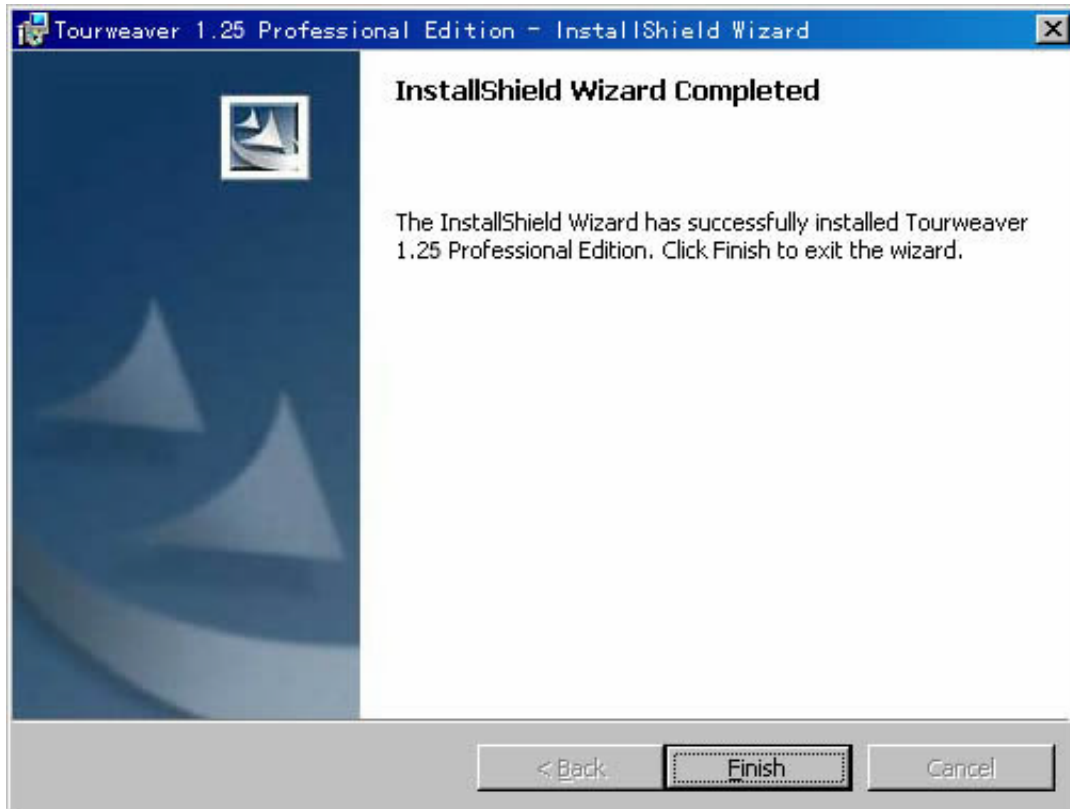 Tourweaver 1.25 Professional Edition - InstallShield Wizard
InstallShield Wizard Completed
The InstallShield Wizard has successfully installed Tourweaver
1.25 Professional Edition. Click Finish to exit the wizard.
< Back Finish Cancel